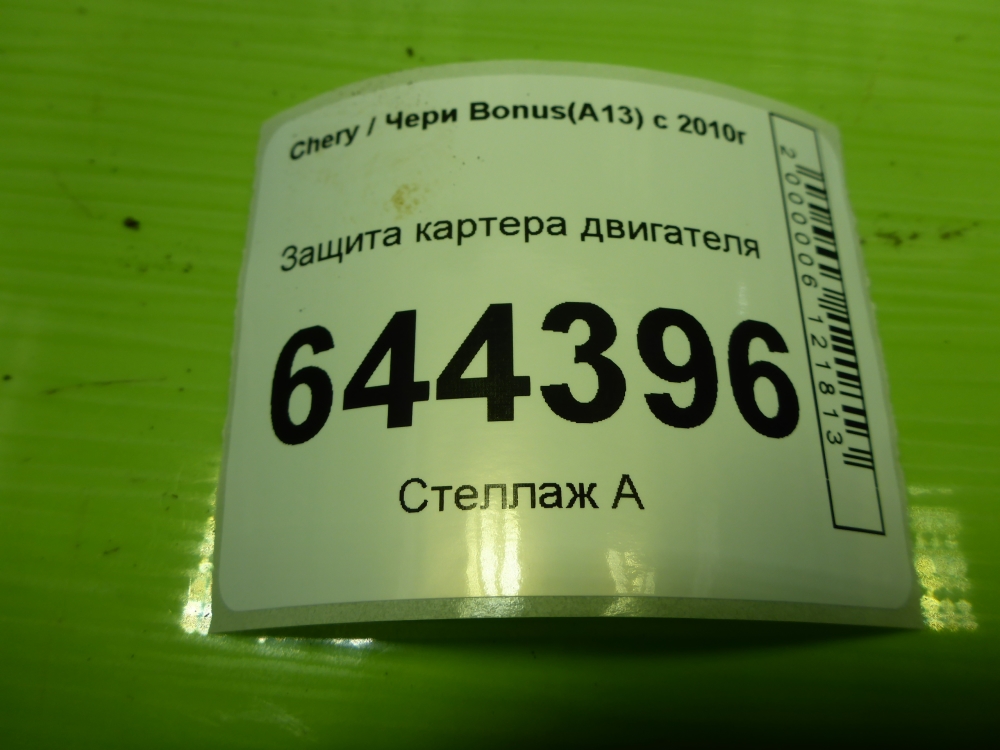 Chery / Чери Bonus(A13) с 2010г
Защита картера двигателя
644396
Стеллаж А
2000006121813